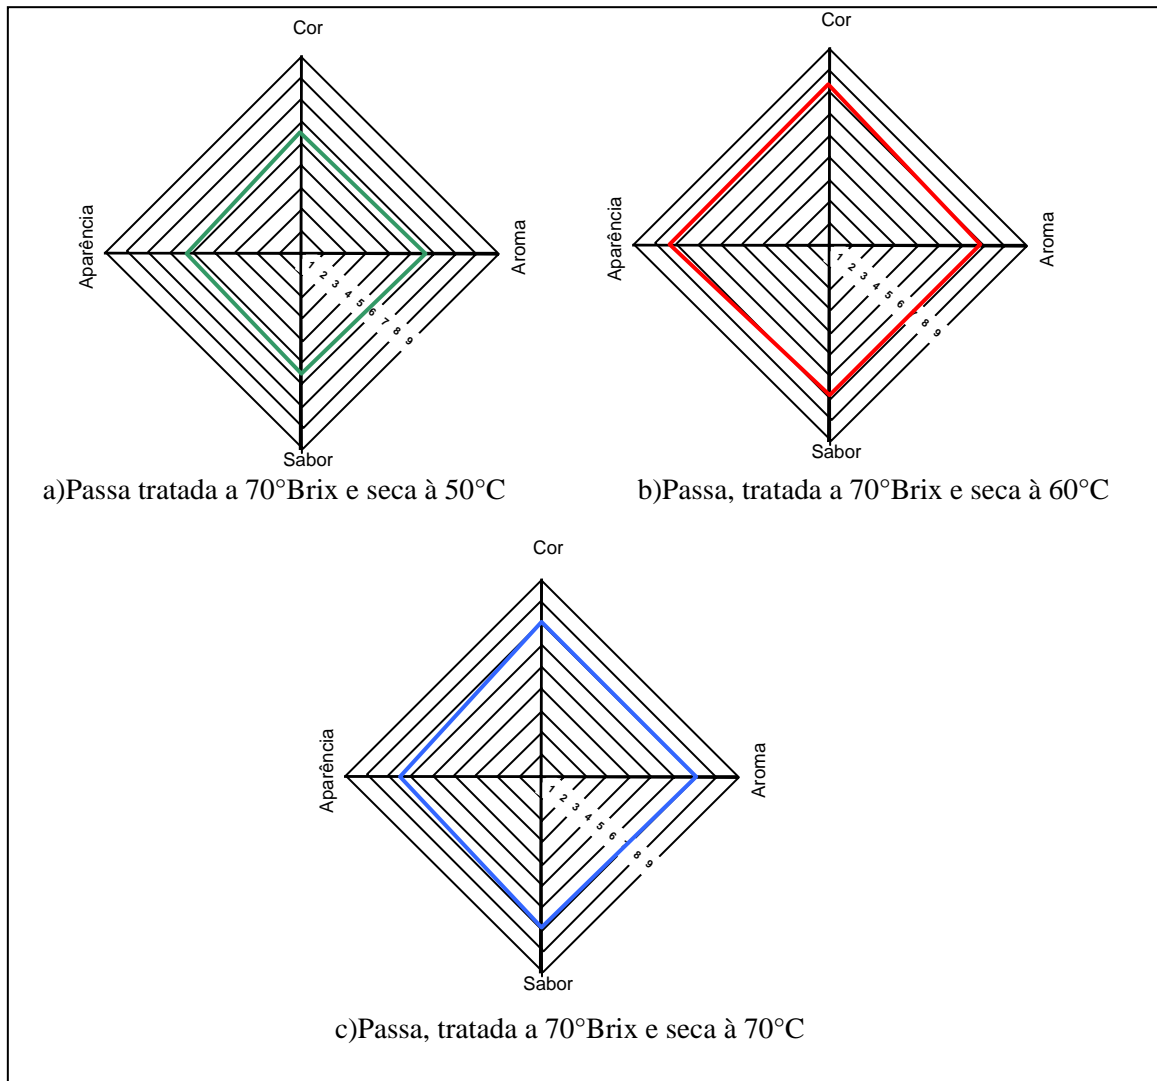 Cor
Aparência
Aroma
1 2 3 4 5 6 7 8 9
Sabor
a)Passa tratada a 70°Brix e seca à 50°C
Cor
Aparência
Aroma
1 2 3 4 5 6 8 9
Sabor
b)Passa, tratada a 70°Brix e seca à 60°C
Cor
Aparência
Aroma
1 2 3 4 5 6 8 9
Sabor
c)Passa, tratada a 70°Brix e seca à 70°C